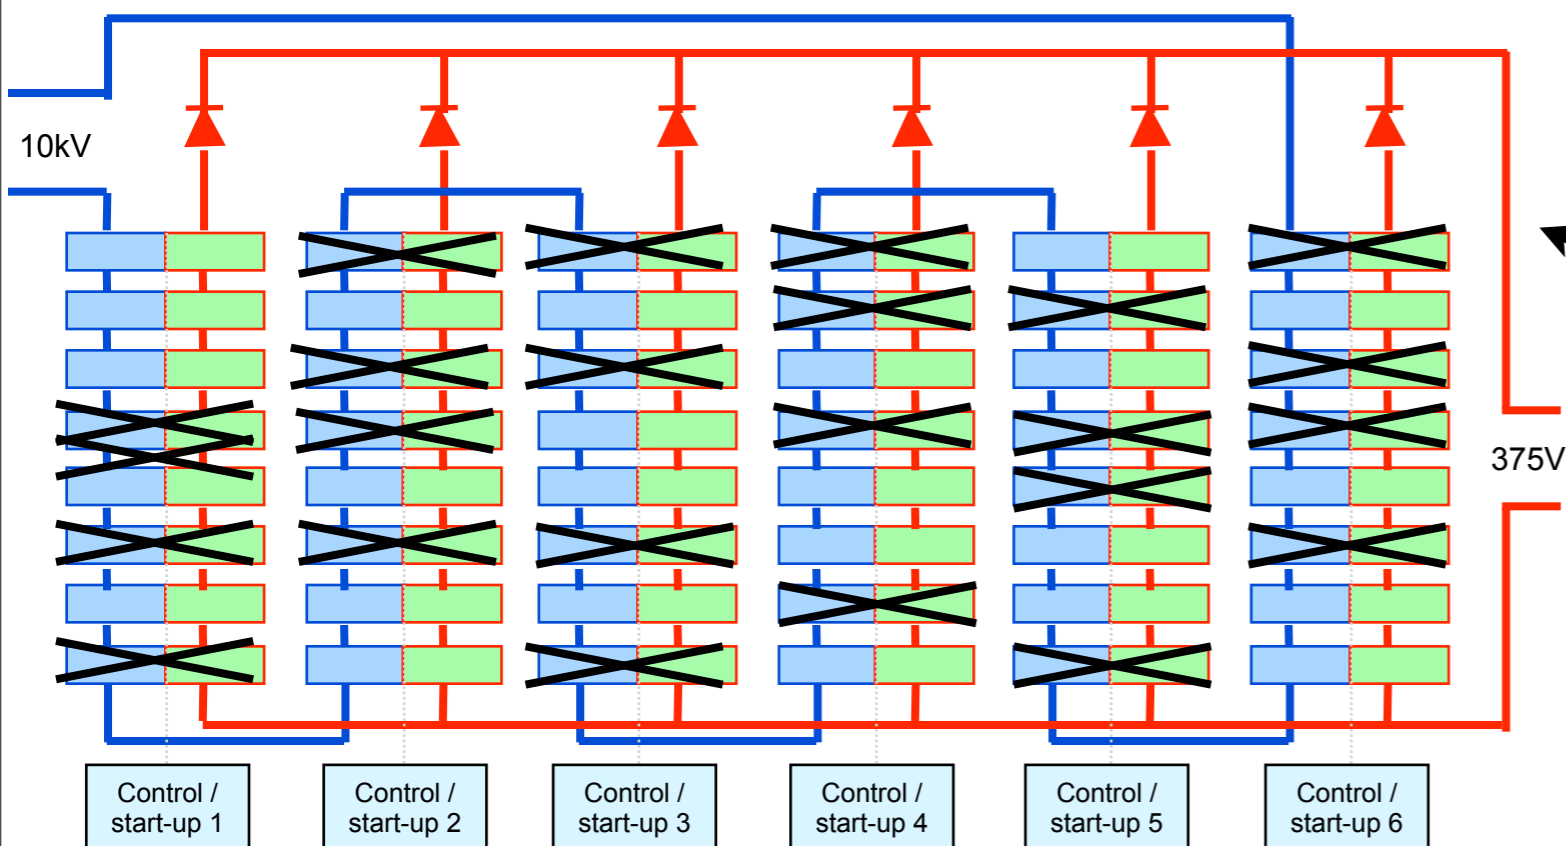 10kV
375V
Control /
start-up 1
Control /
start-up 2
Control /
start-up 3
Control /
start-up 4
Control /
start-up 5
Control /
start-up 6